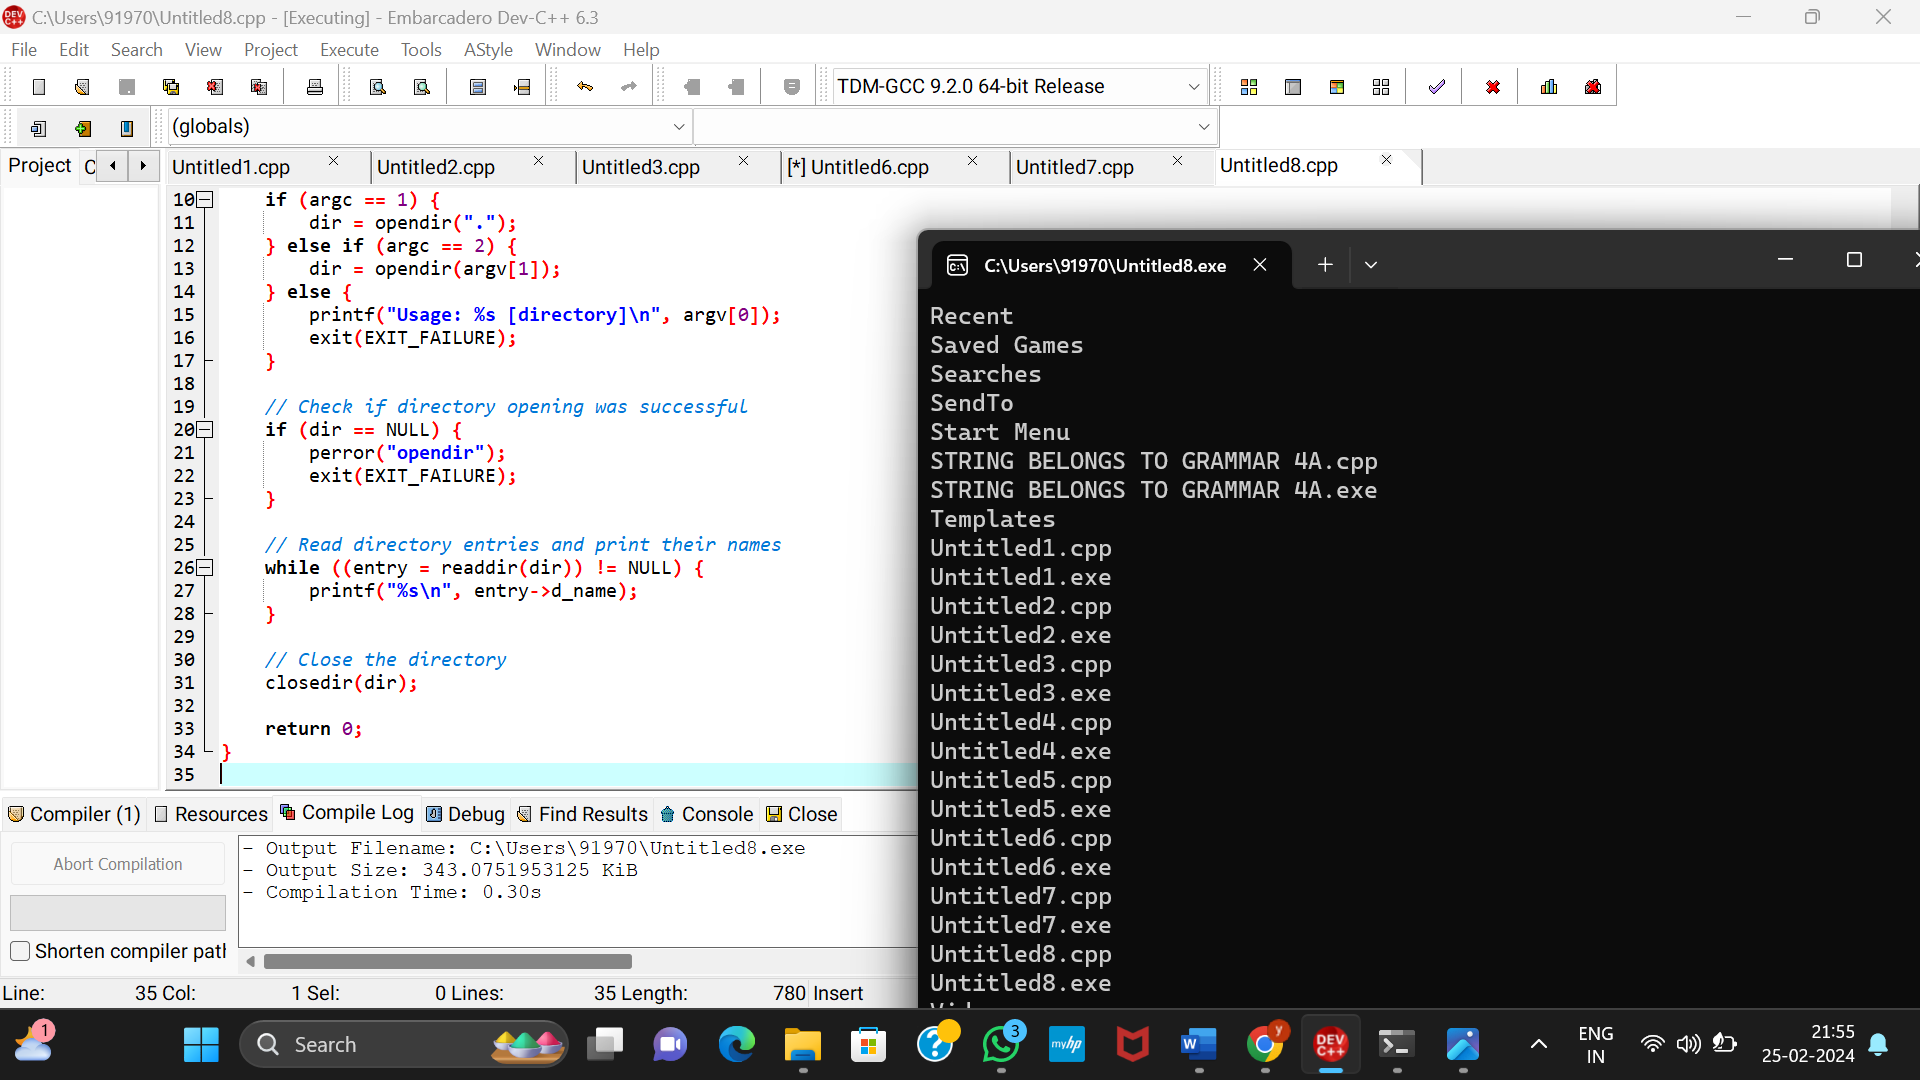 C:\Users\91970\Untitled8.cpp - [Executing] - Embarcadero Dev-C++ 6.3
File Edit Search View Project Execute Tools AStyle Window Help
TDM-GCC 9.2.0 64-bit Release
(globals)
Project C Untitled1.cpp Untitled2.cpp Untitled3.cpp [*] Untitled6.cpp Untitled7.cpp Untitled8.cpp
10 if (argc == 1) {
11 dir = opendir(".");
12 } else if (argc == 2) {
13 dir = opendir(argv[1]);
14 } else {
15 printf("Usage: %s [directory]\n", argv[0]);
16 exit(EXIT_FAILURE);
17 }
18
19 // Check if directory opening was successful
20 if (dir == NULL) {
21 perror("opendir");
22 exit(EXIT_FAILURE);
23 }
24
25 // Read directory entries and print their names
26 while ((entry = readdir(dir)) != NULL) {
27 printf("%s\n", entry->d_name);
28 }
29
30 // Close the directory
31 closedir(dir);
32
33 return 0;
34 }
35
C:\Users\91970\Untitled8.exe
Recent
Saved Games
Searches
SendTo
Start Menu
STRING BELONGS TO GRAMMAR 4A.cpp
STRING BELONGS TO GRAMMAR 4A.exe
Templates
Untitled1.cpp
Untitled1.exe
Untitled2.cpp
Untitled2.exe
Untitled3.cpp
Untitled3.exe
Untitled4.cpp
Untitled4.exe
Untitled5.cpp
Untitled5.exe
Untitled6.cpp
Untitled6.exe
Untitled7.cpp
Untitled7.exe
Untitled8.cpp
Untitled8.exe
Compiler (1) Resources Compile Log Debug Find Results Console Close
Abort Compilation
Shorten compiler pat
- Output Filename: C:\Users\91970\Untitled8.exe
- Output Size: 343.0751953125 KiB
- Compilation Time: 0.30s
Line: 35 Col: 1 Sel: 0 Lines: 35 Length: 780 Insert
1
Search
3
myhp
W
y
DEV C++
ENG
IN
21:55
25-02-2024